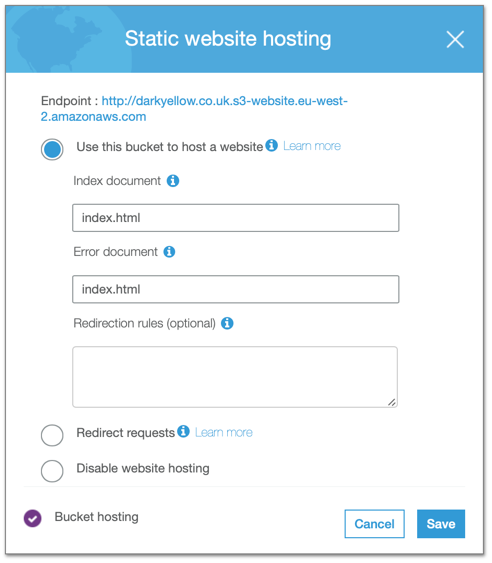 Static website hosting
Endpoint : http://darkyellow.co.uk.s3-website.eu-west-
2.amazonaws.com
Use this bucket to host a website Learn more
Index document
index.html
Error document
index.html
Redirection rules (optional)
Redirect requests Learn more
Disable website hosting
Bucket hosting
Cancel
Save